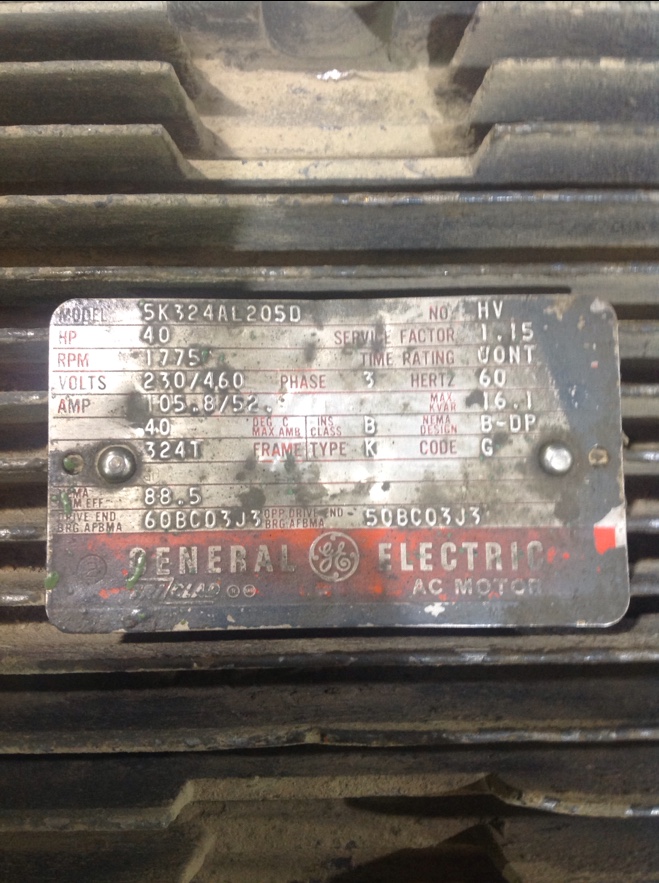 MODEL 5K324AL205D NO. HV
HP 40 SERVICE FACTOR 1.15
RPM 1775 TIME RATING CONT
VOLTS 230/460 PHASE 3 HERTZ 60
AMP 105.8/52. MAX. KVAR 16.1
40 DEG C MAX.AMB INS CLASS B NEMA DESIGN B-DP
324T FRAME TYPE K CODE G
NEMA NOM.EFF. 88.5
DRIVE END BRG.AFBMA 60BC03J3 OPP.DRIVE END BRG.AFBMA 50BC03J3
GENERAL GE ELECTRIC
TRI/CLAD AC MOTOR